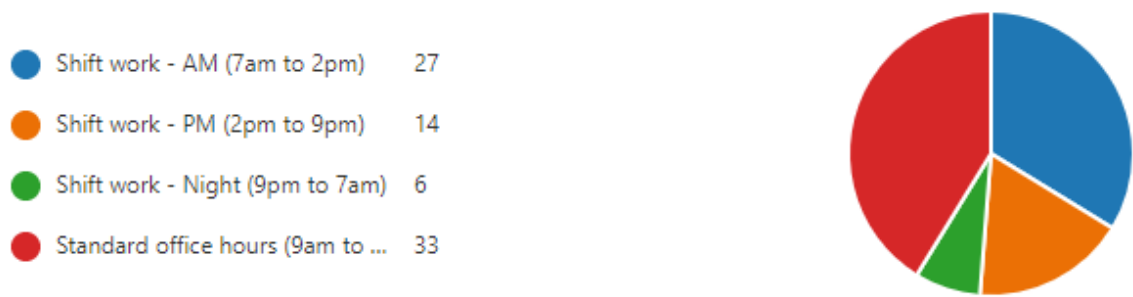 Shift work - AM (7am to 2pm) 27
Shift work - PM (2pm to 9pm) 14
Shift work - Night (9pm to 7am) 6
Standard office hours (9am to ... 33